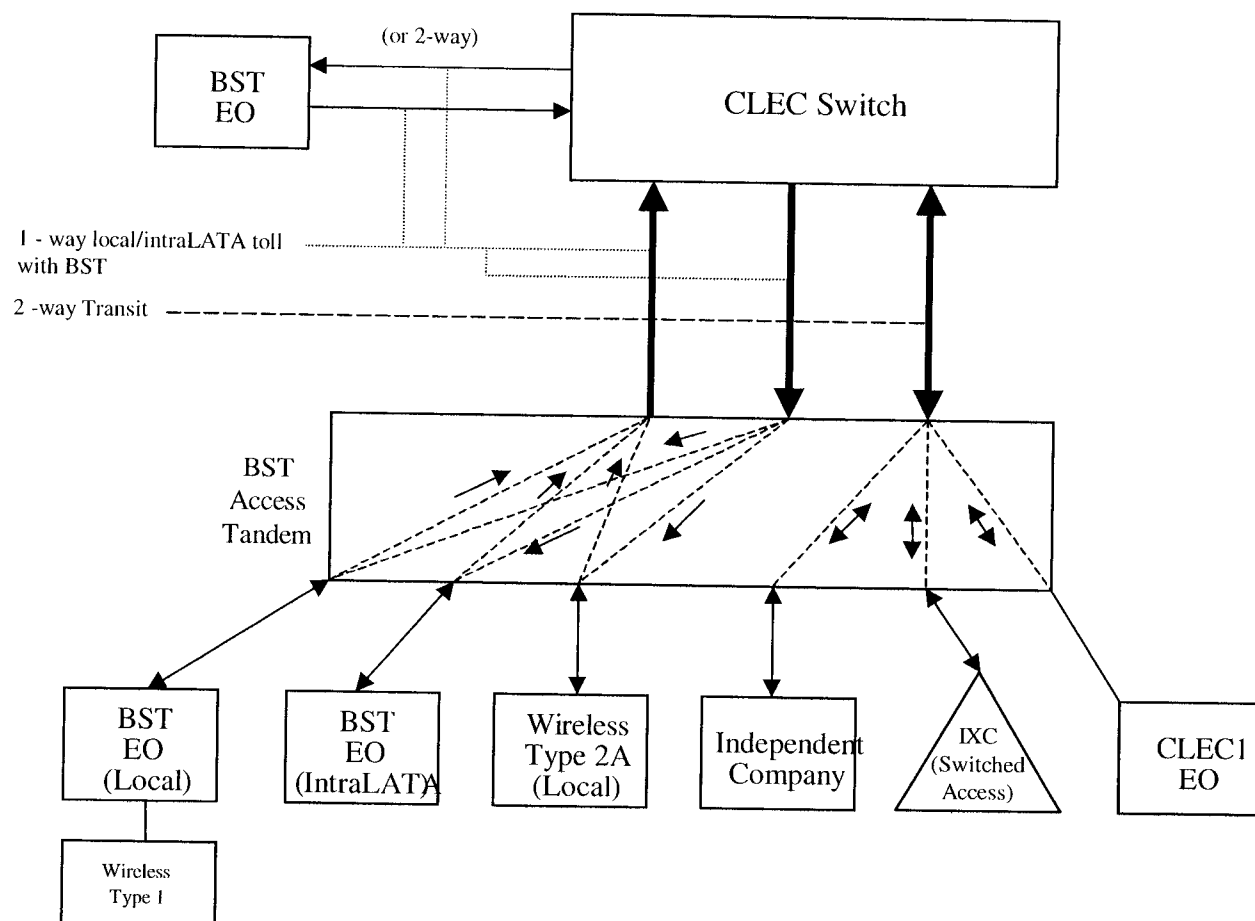 (or 2-way)
BST
EO
CLEC Switch
1 - way local/intraLATA toll
with BST
2 -way Transit
BST
Access
Tandem
BST
EO
(Local)
BST
EO
(IntraLATA)
Wireless
Type 2A
(Local)
Independent
Company
IXC
(Switched
Access)
CLEC1
EO
Wireless
Type 1